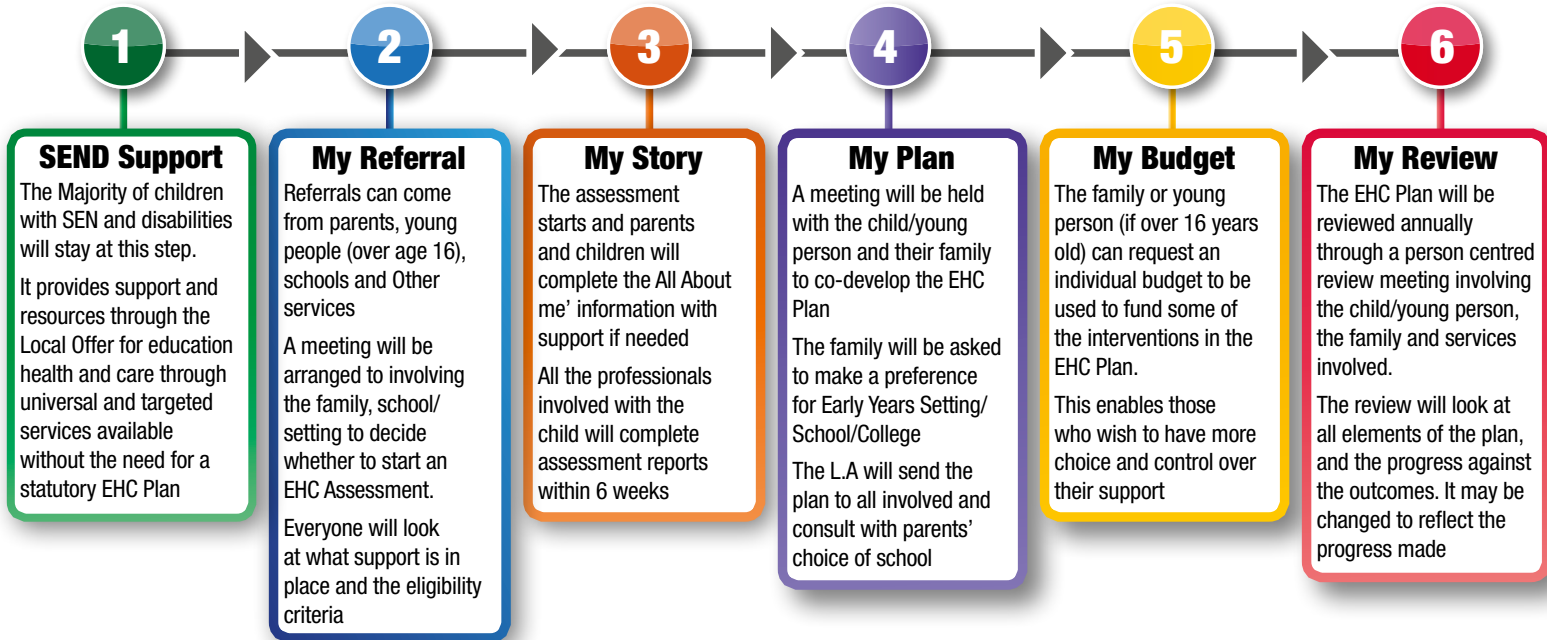 1
2
3
4
5
6
SEND Support
The Majority of children
with SEN and disabilities
will stay at this step.
It provides support and
resources through the
Local Offer for education
health and care through
universal and targeted
services available
without the need for a
statutory EHC Plan
My Referral
Referrals can come
from parents, young
people (over age 16),
schools and Other
services
A meeting will be
arranged to involving
the family, school/
setting to decide
whether to start an
EHC Assessment.
Everyone will look
at what support is in
place and the eligibility
criteria
My Story
The assessment
starts and parents
and children will
complete the All About
me’ information with
support if needed
All the professionals
involved with the
child will complete
assessment reports
within 6 weeks
My Plan
A meeting will be held
with the child/young
person and their family
to co-develop the EHC
Plan
The family will be asked
to make a preference
for Early Years Setting/
School/College
The L.A will send the
plan to all involved and
consult with parents’
choice of school
My Budget
The family or young
person (if over 16 years
old) can request an
individual budget to be
used to fund some of
the interventions in the
EHC Plan.
This enables those
who wish to have more
choice and control over
their support
My Review
The EHC Plan will be
reviewed annually
through a person centred
review meeting involving
the child/young person,
the family and services
involved.
The review will look at
all elements of the plan,
and the progress against
the outcomes. It may be
changed to reflect the
progress made